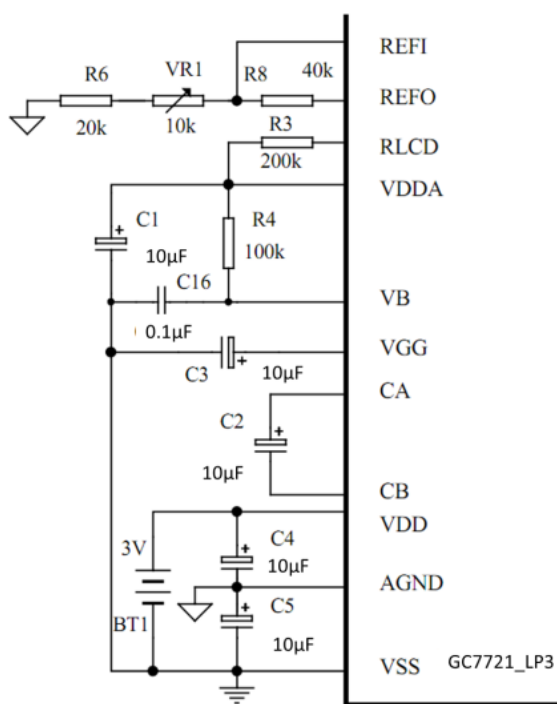 REFI
R6 VR1 R8 40k REFO
20k 10k R3 RLCD
200k
VDDA
C1 R4
10µF 100k
C16
VB
0.1µF
VGG
C3 10µF
CA
C2
10µF
CB
VDD
3V C4
10µF
AGND
BT1 C5
10µF
VSS GC7721_LP3